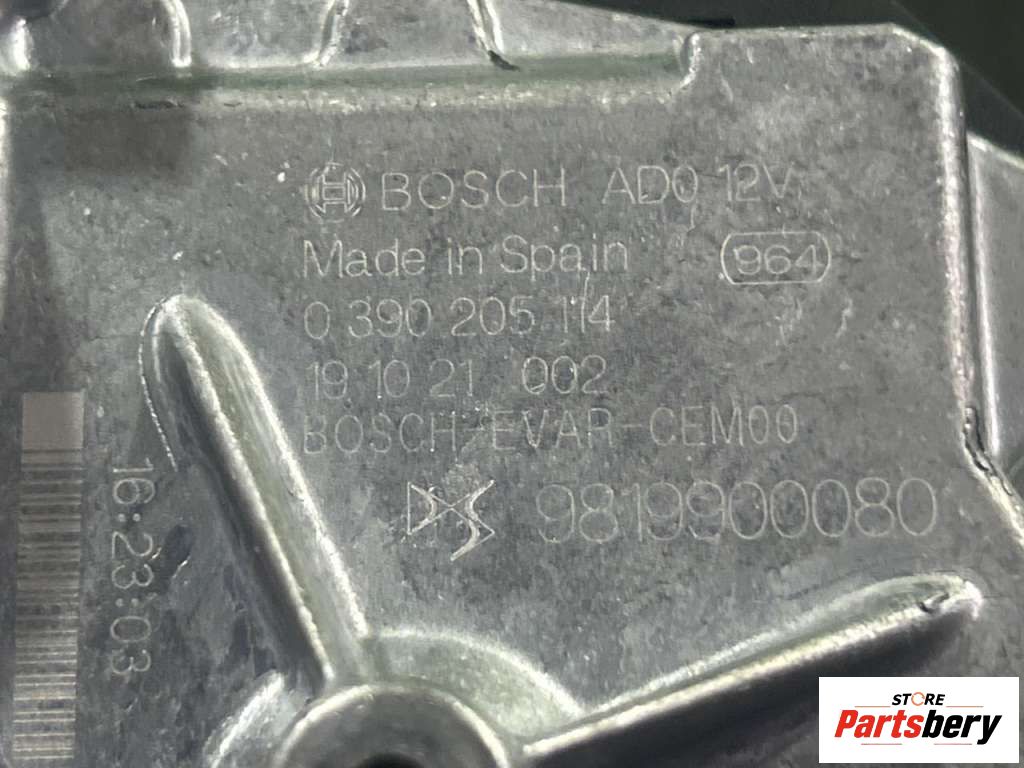 BOSCH AD0 12V
Made in Spain 964
0 390 205 114
19 10 21 002
BOSCH/EVAR-CEM00
DS 9819900080
16:23:03
STORE
Partsbery